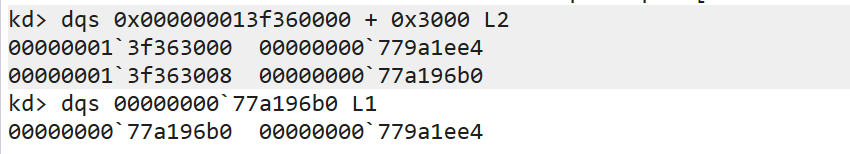 kd> dqs 0x000000013f360000 + 0x3000 L2
00000001`3f363000  00000000`779a1ee4
00000001`3f363008  00000000`77a196b0
kd> dqs 00000000`77a196b0 L1
00000000`77a196b0  00000000`779a1ee4